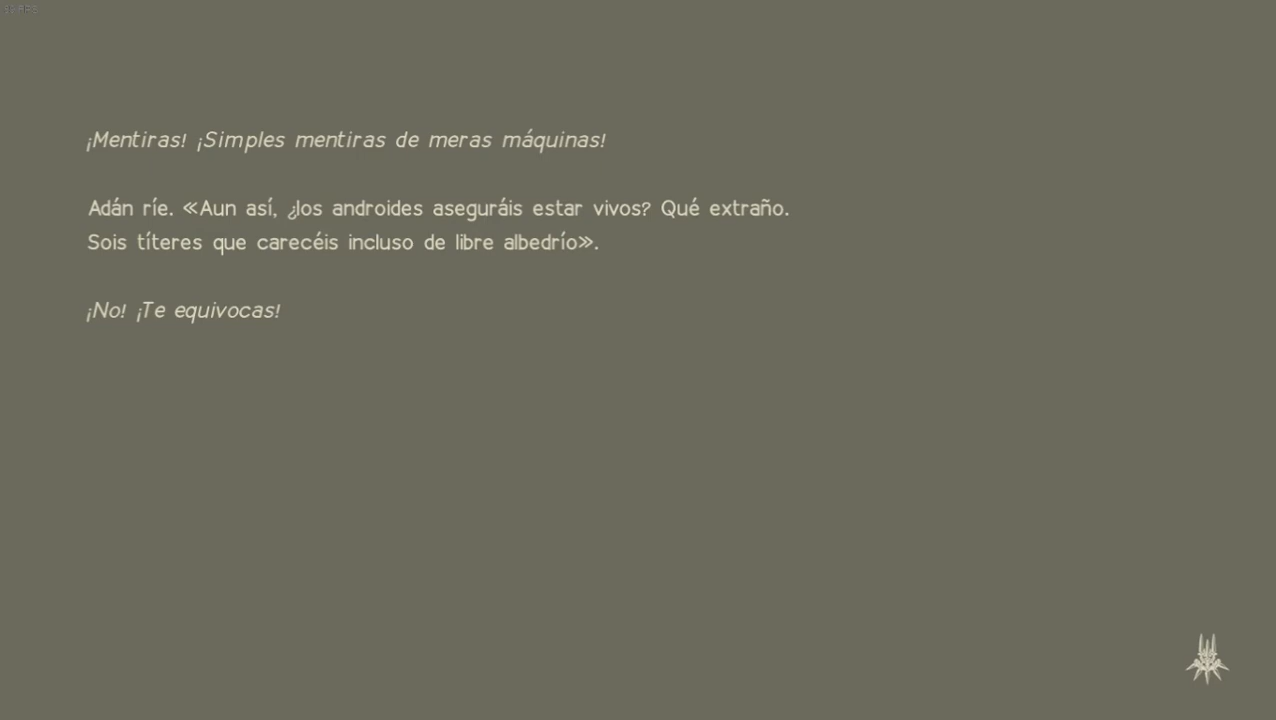 ¡Mentiras! ¡Simples mentiras de meras máquinas!
Adán ríe. «Aun así, ¿los androides aseguráis estar vivos? Qué extraño.
Sois títeres que carecéis incluso de libre albedrío».
¡No! ¡Te equivocas!